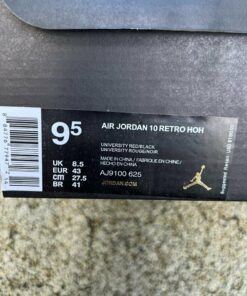 9.5
AIR JORDAN 10 RETRO HOH
UNIVERSITY RED/BLACK
UNIVERSITY ROUGE/NOIR
MADE IN CHINA / FABRIQUE EN CHINE /
HECHO EN CHINA
AJ9100 625
JORDAN.COM
UK 8.5
EUR 43
CM 27.5
BR 41